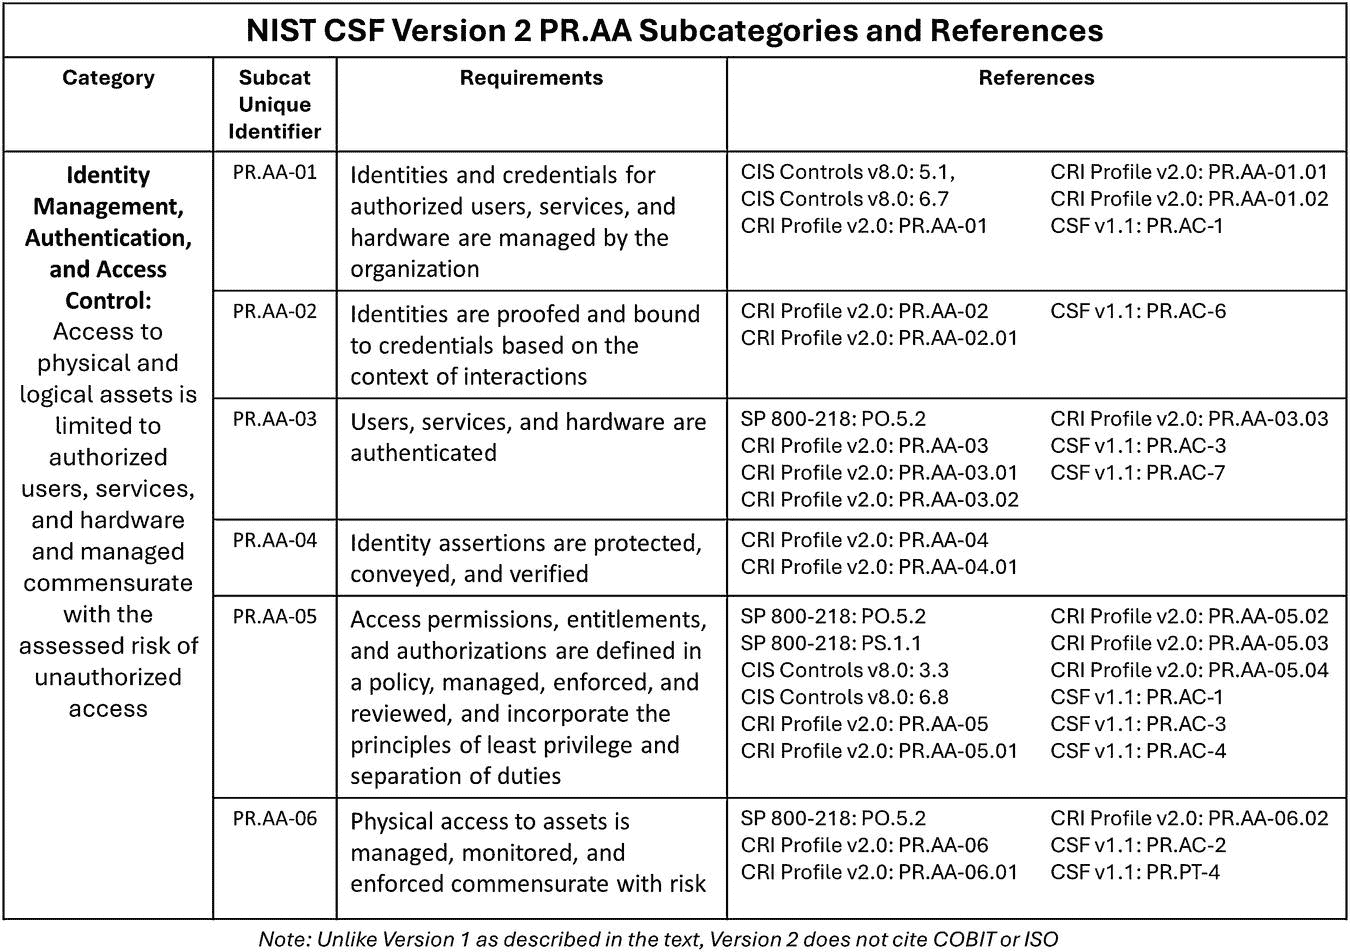 NIST CSF Version 2 PR.AA Subcategories and References
Category
Subcat
Unique
Identifier
Requirements
References
Identity
Management,
Authentication,
and Access
Control:
Access to
physical and
logical assets is
limited to
authorized
users, services,
and hardware
and managed
commensurate
with the
assessed risk of
unauthorized
access
PR.AA-01
Identities and credentials for
authorized users, services, and
hardware are managed by the
organization
CIS Controls v8.0: 5.1,
CIS Controls v8.0: 6.7
CRI Profile v2.0: PR.AA-01
CRI Profile v2.0: PR.AA-01.01
CRI Profile v2.0: PR.AA-01.02
CSF v1.1: PR.AC-1
PR.AA-02
Identities are proofed and bound
to credentials based on the
context of interactions
CRI Profile v2.0: PR.AA-02
CRI Profile v2.0: PR.AA-02.01
CSF v1.1: PR.AC-6
PR.AA-03
Users, services, and hardware are
authenticated
SP 800-218: PO.5.2
CRI Profile v2.0: PR.AA-03
CRI Profile v2.0: PR.AA-03.01
CRI Profile v2.0: PR.AA-03.02
CRI Profile v2.0: PR.AA-03.03
CSF v1.1: PR.AC-3
CSF v1.1: PR.AC-7
PR.AA-04
Identity assertions are protected,
conveyed, and verified
CRI Profile v2.0: PR.AA-04
CRI Profile v2.0: PR.AA-04.01
PR.AA-05
Access permissions, entitlements,
and authorizations are defined in
a policy, managed, enforced, and
reviewed, and incorporate the
principles of least privilege and
separation of duties
SP 800-218: PO.5.2
SP 800-218: PS.1.1
CIS Controls v8.0: 3.3
CIS Controls v8.0: 6.8
CRI Profile v2.0: PR.AA-05
CRI Profile v2.0: PR.AA-05.01
CRI Profile v2.0: PR.AA-05.02
CRI Profile v2.0: PR.AA-05.03
CRI Profile v2.0: PR.AA-05.04
CSF v1.1: PR.AC-1
CSF v1.1: PR.AC-3
CSF v1.1: PR.AC-4
PR.AA-06
Physical access to assets is
managed, monitored, and
enforced commensurate with risk
SP 800-218: PO.5.2
CRI Profile v2.0: PR.AA-06
CRI Profile v2.0: PR.AA-06.01
CRI Profile v2.0: PR.AA-06.02
CSF v1.1: PR.AC-2
CSF v1.1: PR.PT-4
Note: Unlike Version 1 as described in the text, Version 2 does not cite COBIT or ISO